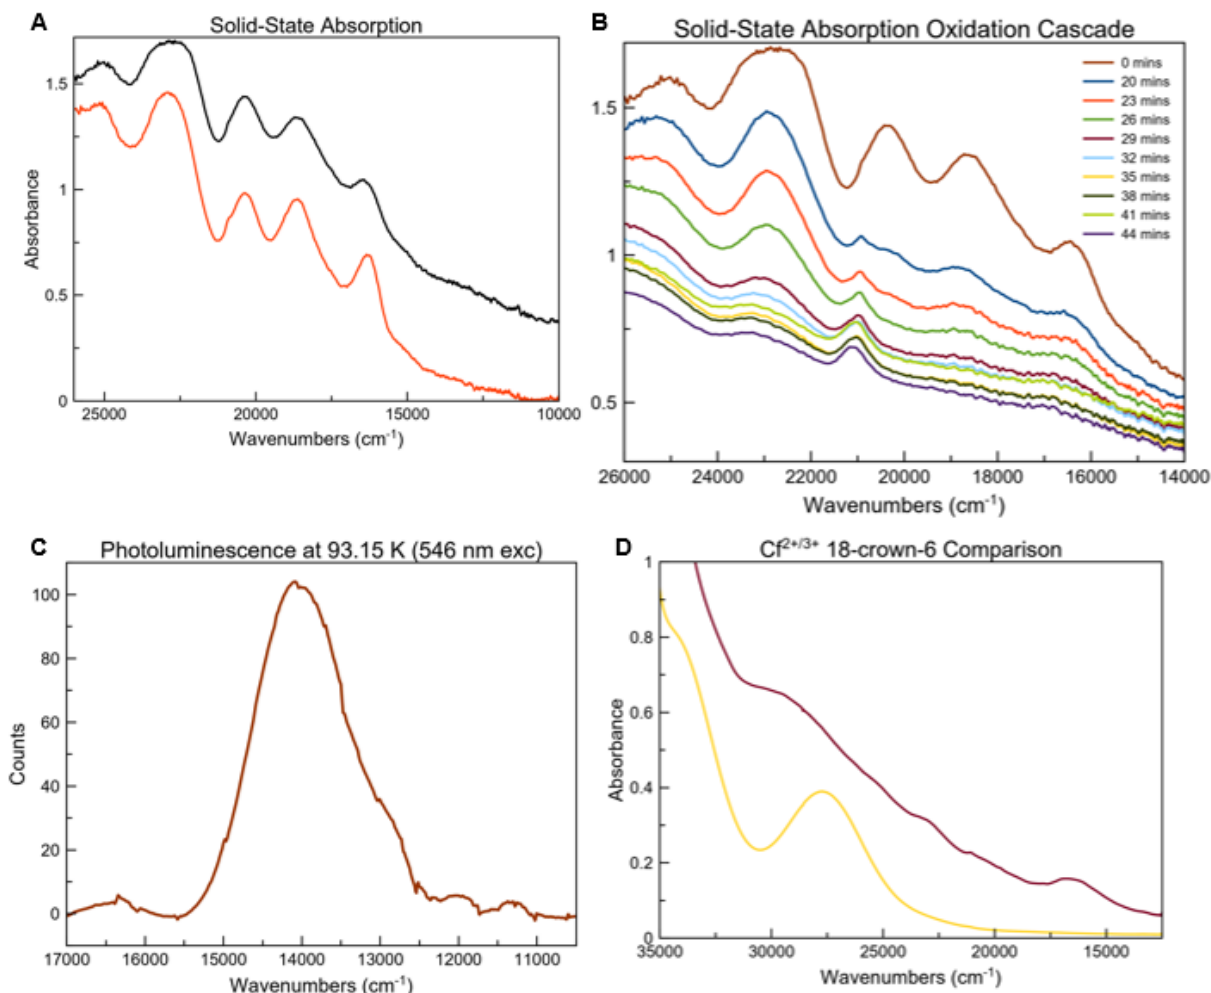 A
Solid-State Absorption
1.5
1
0.5
0
Absorbance
25000 20000 15000 10000
Wavenumbers (cm-1)
B
Solid-State Absorption Oxidation Cascade
0 mins
20 mins
23 mins
26 mins
29 mins
32 mins
35 mins
38 mins
41 mins
44 mins
1.5
1
0.5
26000 24000 22000 20000 18000 16000 14000
Wavenumbers (cm-1)
C
Photoluminescence at 93.15 K (546 nm exc)
100
80
60
40
20
0
Counts
17000 16000 15000 14000 13000 12000 11000
Wavenumbers (cm-1)
D
Cf2+/3+ 18-crown-6 Comparison
1
0.8
0.6
0.4
0.2
0
Absorbance
35000 30000 25000 20000 15000
Wavenumbers (cm-1)